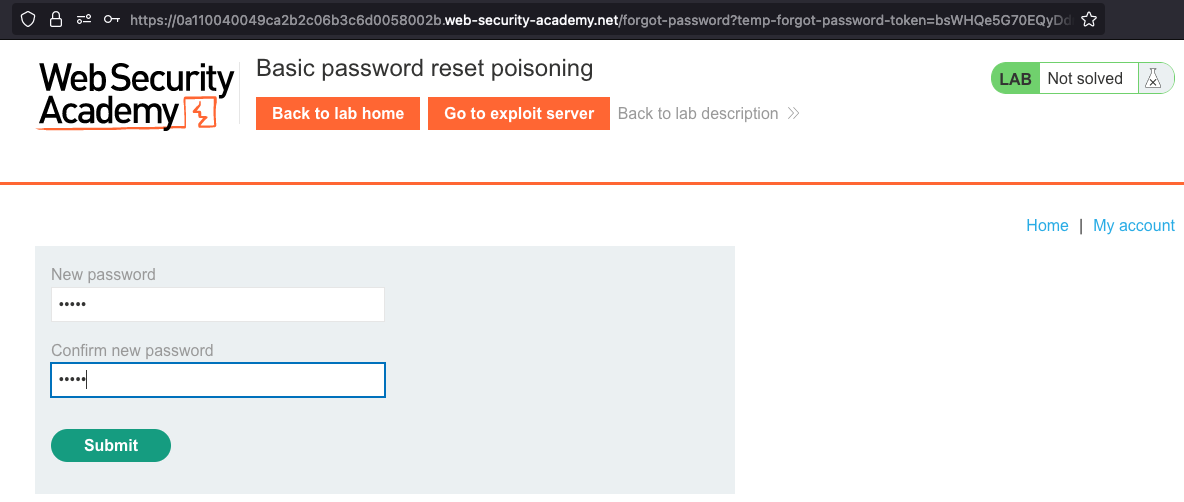 https://0a110040049ca2b2c06b3c6d0058002b.web-security-academy.net/forgot-password?temp-forgot-password-token=bsWHQe5G70EQyDd
Web Security
Academy
Basic password reset poisoning
Back to lab home
Go to exploit server
Back to lab description
LAB
Not solved
Home | My account
New password
•••••
Confirm new password
•••••
Submit